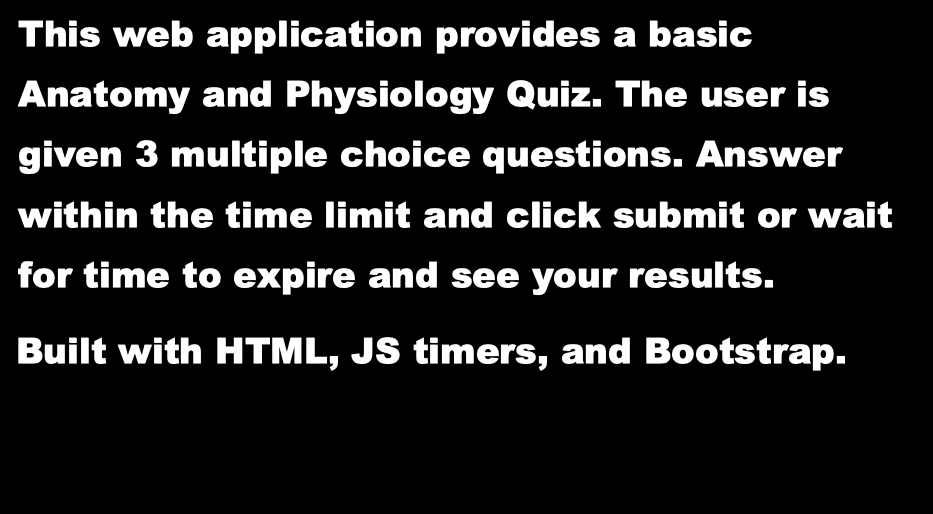 This web application provides a basic
Anatomy and Physiology Quiz. The user is
given 3 multiple choice questions. Answer
within the time limit and click submit or wait
for time to expire and see your results.
Built with HTML, JS timers, and Bootstrap.